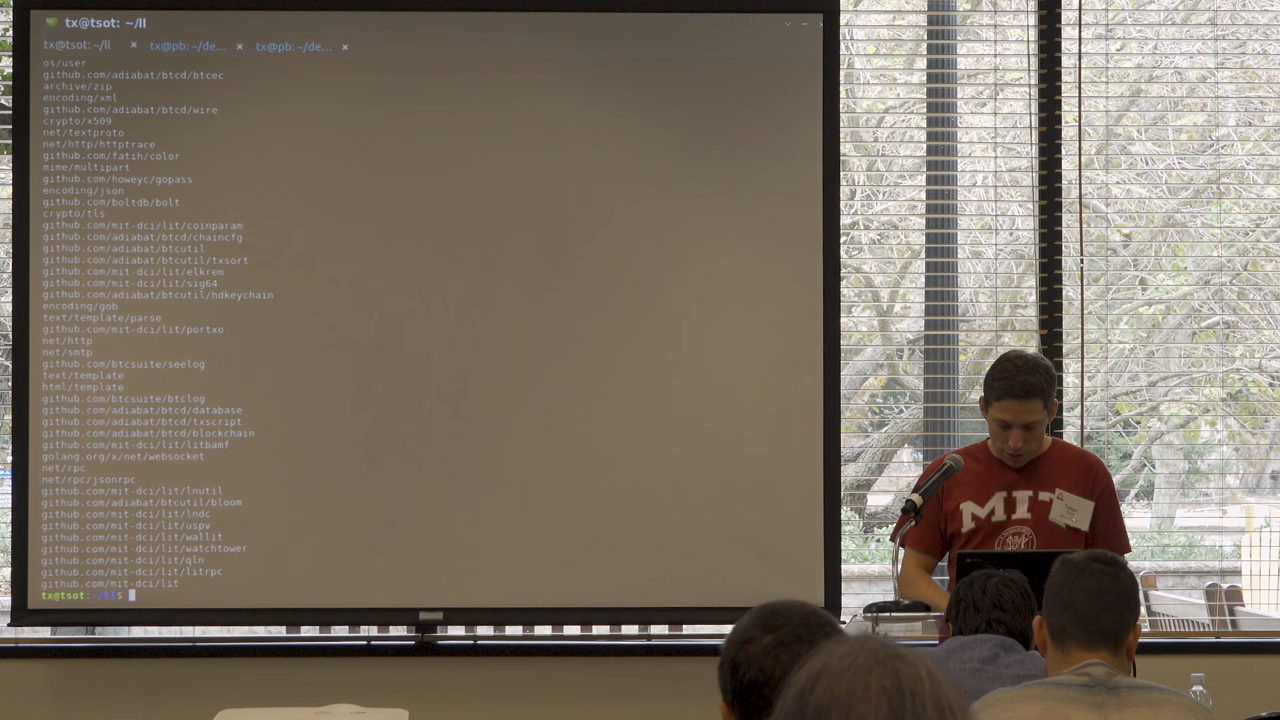 tx@tsot: ~/ll
tx@tsot: ~/ll × tx@pb: ~/de... × tx@pb: ~/de... ×
os/user
github.com/adiabat/btcd/btcec
archive/zip
encoding/xml
github.com/adiabat/btcd/wire
crypto/x509
net/textproto
net/http/httptrace
github.com/fatih/color
mime/multipart
github.com/howeyc/gopass
encoding/json
github.com/boltdb/bolt
crypto/tls
github.com/mit-dci/lit/coinparam
github.com/adiabat/btcd/chaincfg
github.com/adiabat/btcutil
github.com/adiabat/btcutil/txsort
github.com/mit-dci/lit/elkrem
github.com/mit-dci/lit/sig64
github.com/adiabat/btcutil/hdkeychain
encoding/gob
text/template/parse
github.com/mit-dci/lit/portxo
net/http
net/smtp
github.com/btcsuite/seelog
text/template
html/template
github.com/btcsuite/btclog
github.com/adiabat/btcd/database
github.com/adiabat/btcd/txscript
github.com/adiabat/btcd/blockchain
github.com/mit-dci/lit/litbamf
golang.org/x/net/websocket
net/rpc
net/rpc/jsonrpc
github.com/mit-dci/lit/lnutil
github.com/adiabat/btcutil/bloom
github.com/mit-dci/lit/lndc
github.com/mit-dci/lit/uspv
github.com/mit-dci/lit/wallit
github.com/mit-dci/lit/watchtower
github.com/mit-dci/lit/qln
github.com/mit-dci/lit/litrpc
github.com/mit-dci/lit
tx@tsot:~/ll$
MIT